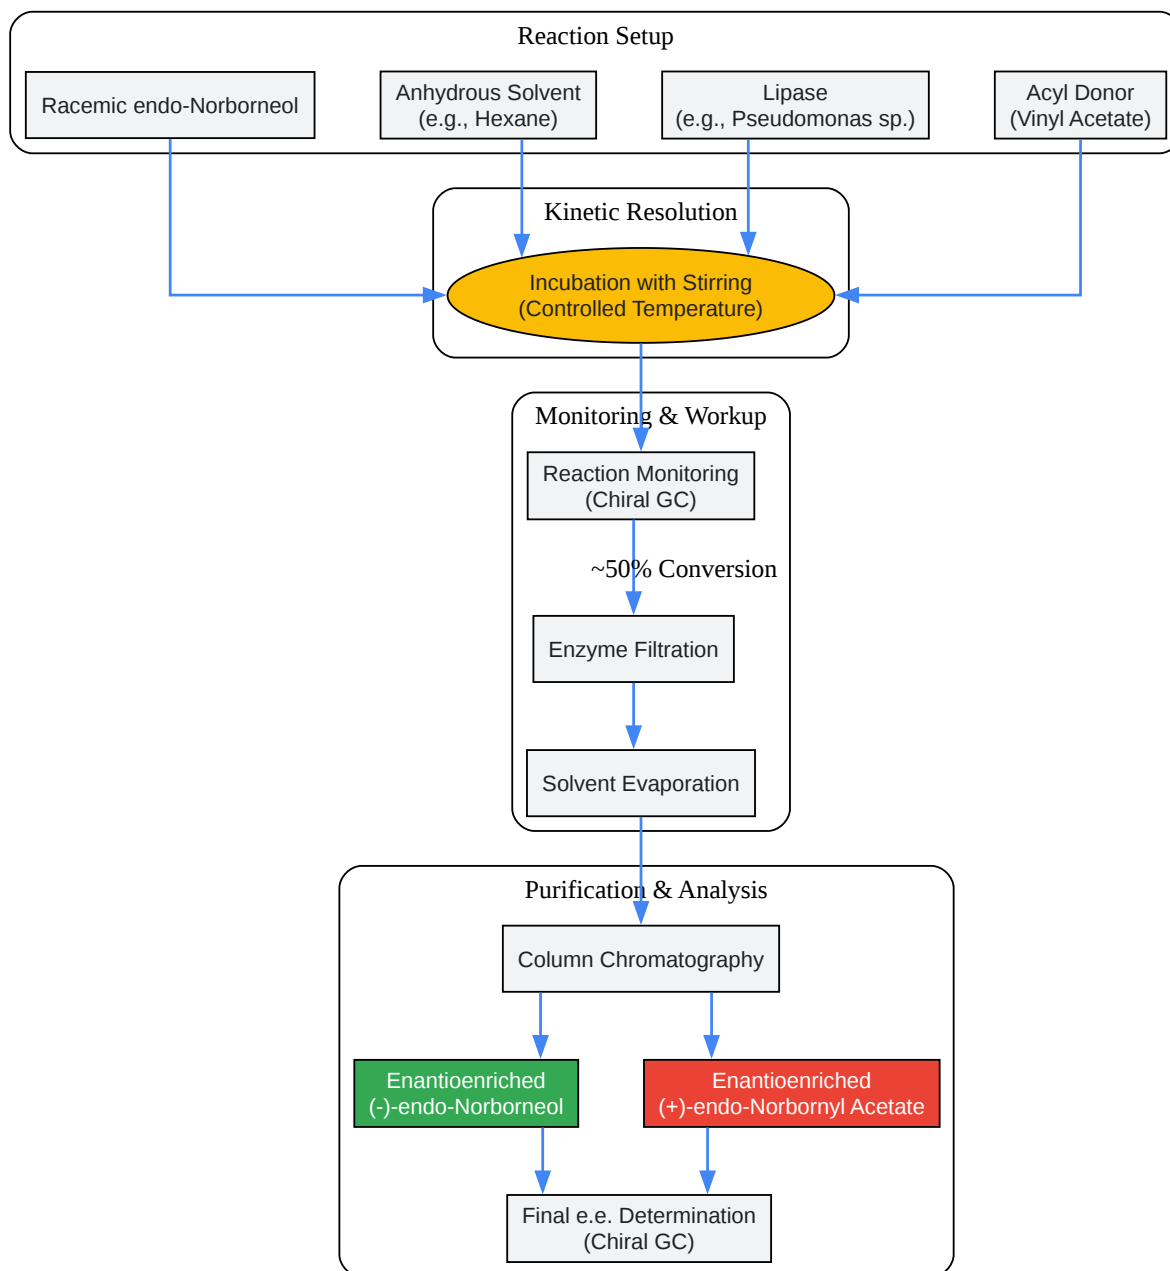 Reaction Setup
Racemic endo-Norborneol
Anhydrous Solvent
(e.g., Hexane)
Lipase
(e.g., Pseudomonas sp.)
Acyl Donor
(Vinyl Acetate)
Kinetic Resolution
Incubation with Stirring
(Controlled Temperature)
Monitoring & Workup
Reaction Monitoring
(Chiral GC)
~50% Conversion
Enzyme Filtration
Solvent Evaporation
Purification & Analysis
Column Chromatography
Enantioenriched
(-)-endo-Norborneol
Enantioenriched
(+)-endo-Norbornyl Acetate
Final e.e. Determination
(Chiral GC)